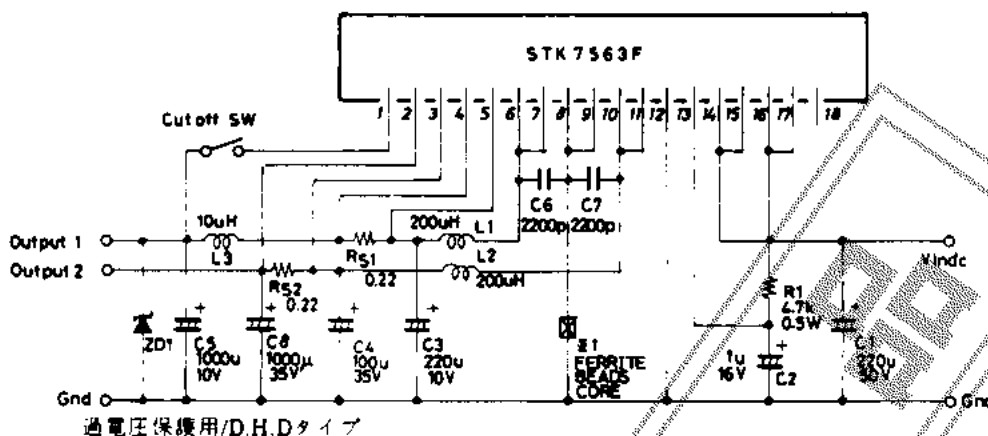 STK7563F
1 2 3 4 5 6 7 8 9 10 11 12 13 14 15 16 17 18
Cutoff SW
C6 C7
2200p 2200p
10uH
200uH L1
Output 1
L3
RS1
0.22
L2
200uH
Vindc
Output 2
RS2
0.22
R1
4.7k
0.5W
ZD1
C5
1000u
10V
C8
1000μ
35V
C4
100u
35V
C3
220u
10V
FERRITE
BEADS
CORE
1u
16V
C2
C1
220u
Gnd
Gnd
過電圧保護用/D.H.Dタイプ